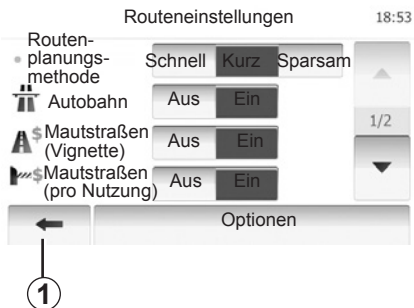 Routeneinstellungen 18:53
Routen-
planungs-
methode
Schnell Kurz Sparsam
Autobahn Aus Ein
1/2
Mautstraßen
(Vignette)
Aus Ein
Mautstraßen
(pro Nutzung)
Aus Ein
Optionen
1